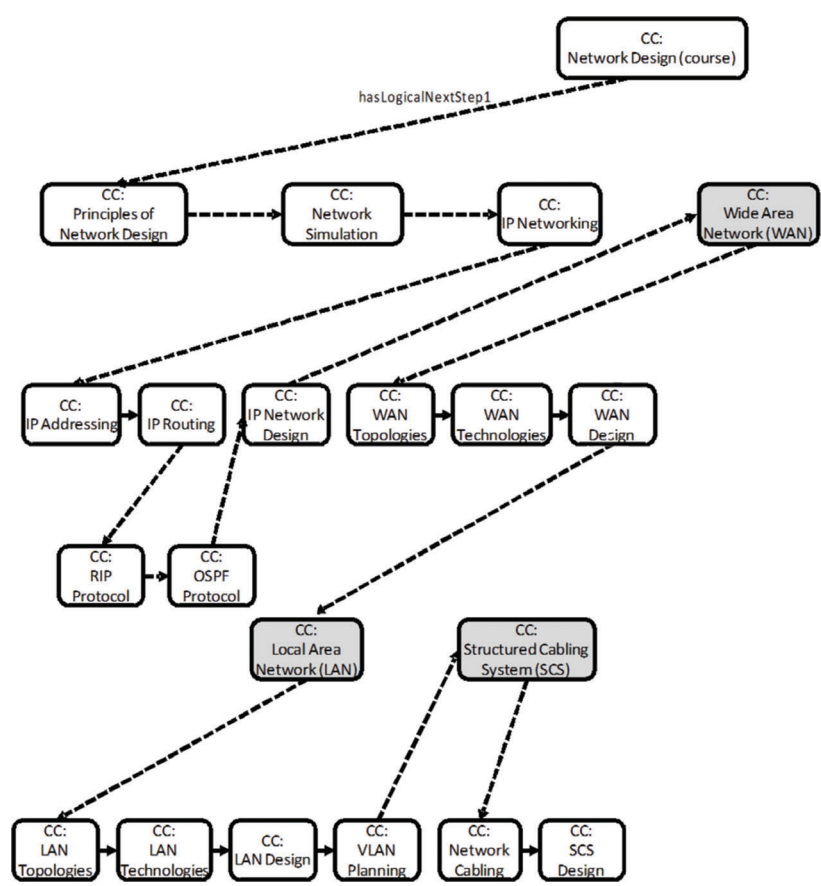 CC:
Network Design (course)
hasLogicalNextStep1
CC:
Principles of
Network Design
CC:
Network
Simulation
CC:
IP Networking
CC:
Wide Area
Network (WAN)
CC:
IP Addressing
CC:
IP Routing
CC:
IP Network
Design
CC:
WAN
Topologies
CC:
WAN
Technologies
CC:
WAN
Design
CC:
RIP
Protocol
CC:
OSPF
Protocol
CC:
Local Area
Network (LAN)
CC:
Structured Cabling
System (SCS)
CC:
LAN
Topologies
CC:
LAN
Technologies
CC:
LAN Design
CC:
VLAN
Planning
CC:
Network
Cabling
CC:
SCS
Design